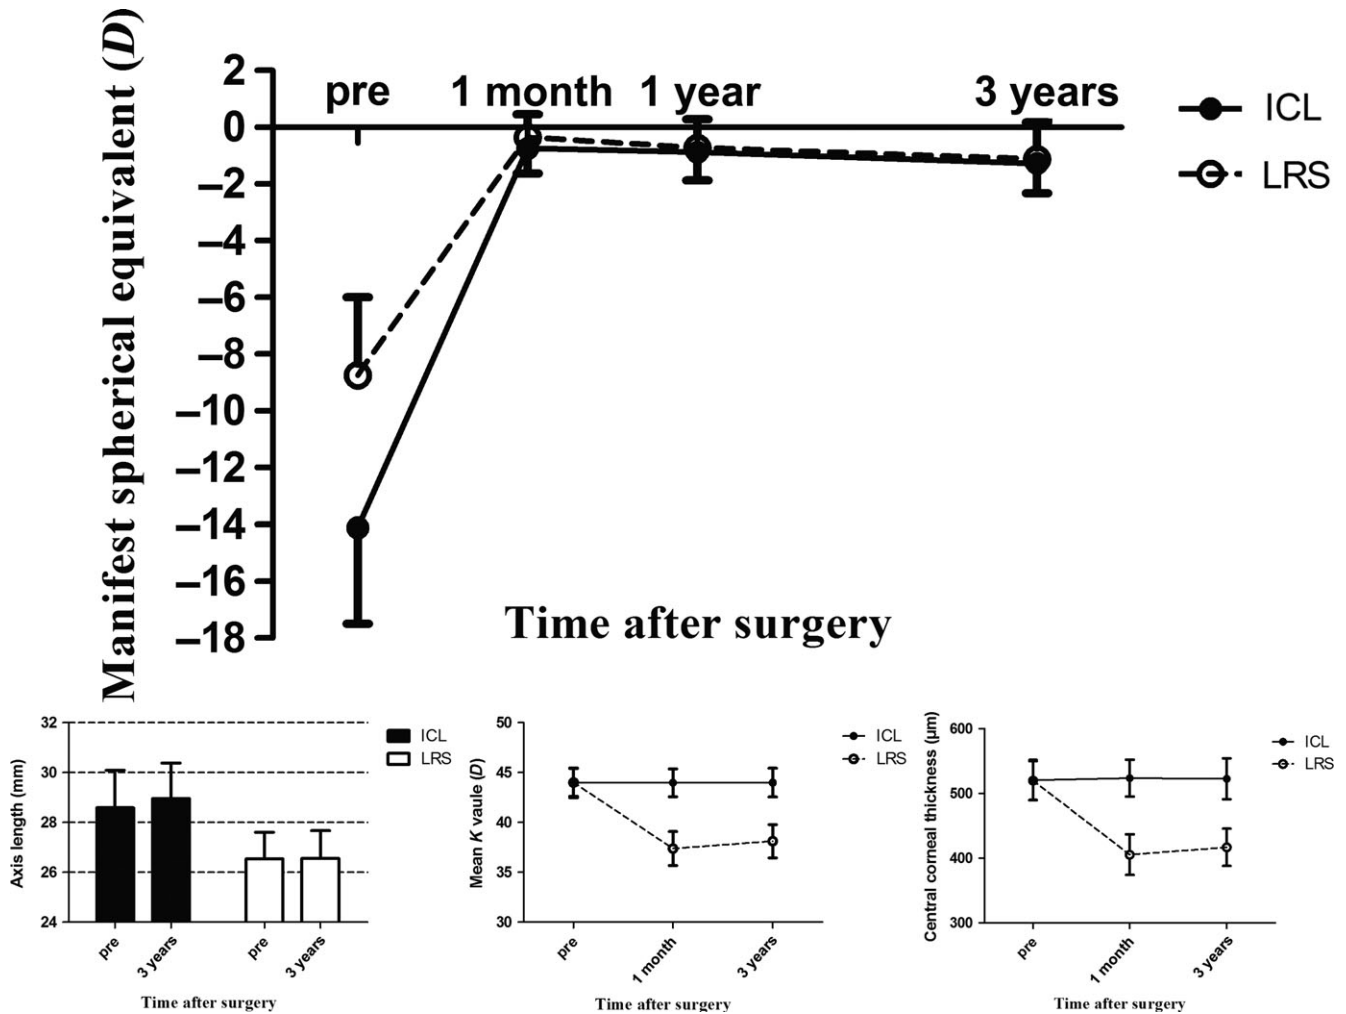 Manifest spherical equivalent (D)
2
0
–2
–4
–6
–8
–10
–12
–14
–16
–18
pre
1 month
1 year
3 years
ICL
LRS
Time after surgery
Axis length (mm)
32
30
28
26
24
pre
3 years
pre
3 years
Time after surgery
ICL
LRS
Mean K vaule (D)
50
45
40
35
30
pre
1 month
3 years
Time after surgery
ICL
LRS
Central corneal thickness (μm)
600
500
400
300
pre
1 month
3 years
Time after surgery
ICL
LRS